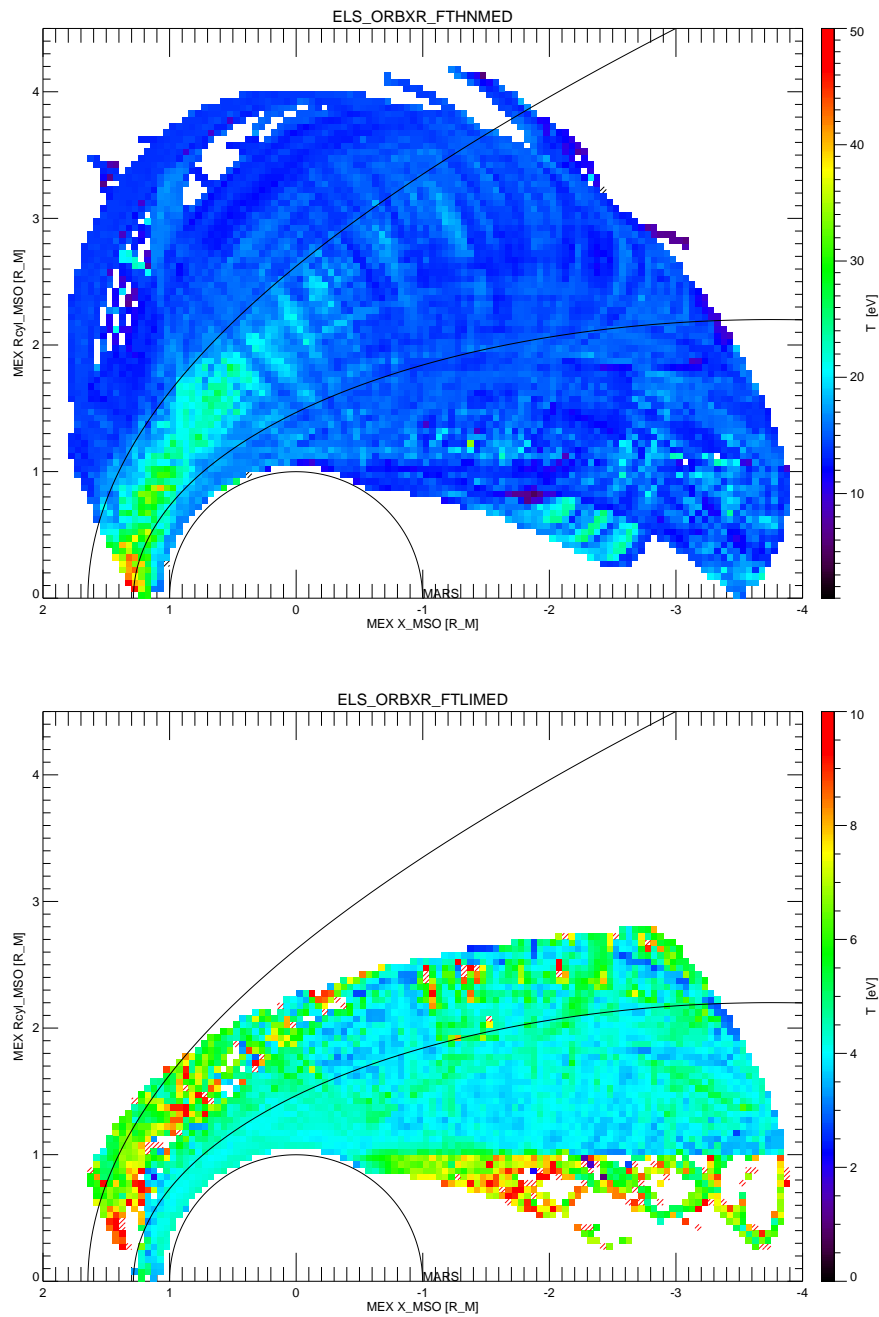 ELS_ORBXR_FTHNMED
50
4
40
3
MEX Rcyl_MSO [R_M]
30
T [eV]
2
20
1
10
0
MARS
2 1 0 -1 -2 -3 -4
MEX X_MSO [R_M]
ELS_ORBXR_FTLIMED
10
4
8
3
MEX Rcyl_MSO [R_M]
6
T [eV]
2
4
1
2
0
MARS
0
2 1 0 -1 -2 -3 -4
MEX X_MSO [R_M]